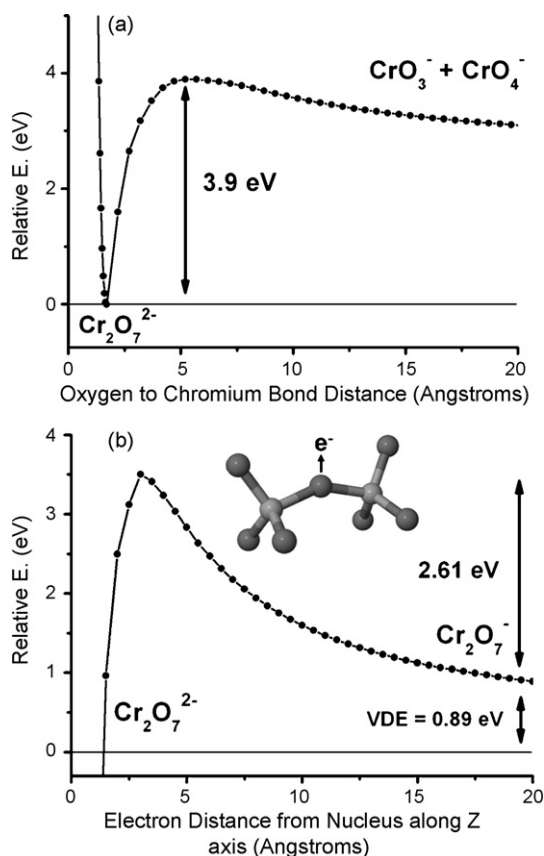 (a)
CrO₃⁻ + CrO₄⁻
4
3.9 eV
2
Relative E. (eV)
0
Cr₂O₇²⁻
0 5 10 15 20
Oxygen to Chromium Bond Distance (Angstroms)
(b)
4
e⁻
3
2.61 eV
2
Relative E. (eV)
Cr₂O₇⁻
1
Cr₂O₇²⁻
VDE = 0.89 eV
0
0 5 10 15 20
Electron Distance from Nucleus along Z
axis (Angstroms)